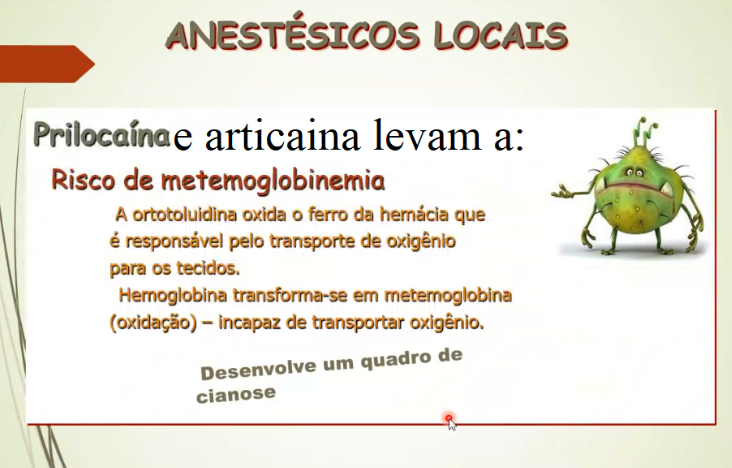 ANESTÉSICOS LOCAIS
Prilocaína e articaina levam a:
Risco de metemoglobinemia
A ortotoluidina oxida o ferro da hemácia que
é responsável pelo transporte de oxigênio
para os tecidos.
Hemoglobina transforma-se em metemoglobina
(oxidação) – incapaz de transportar oxigênio.
Desenvolve um quadro de
cianose